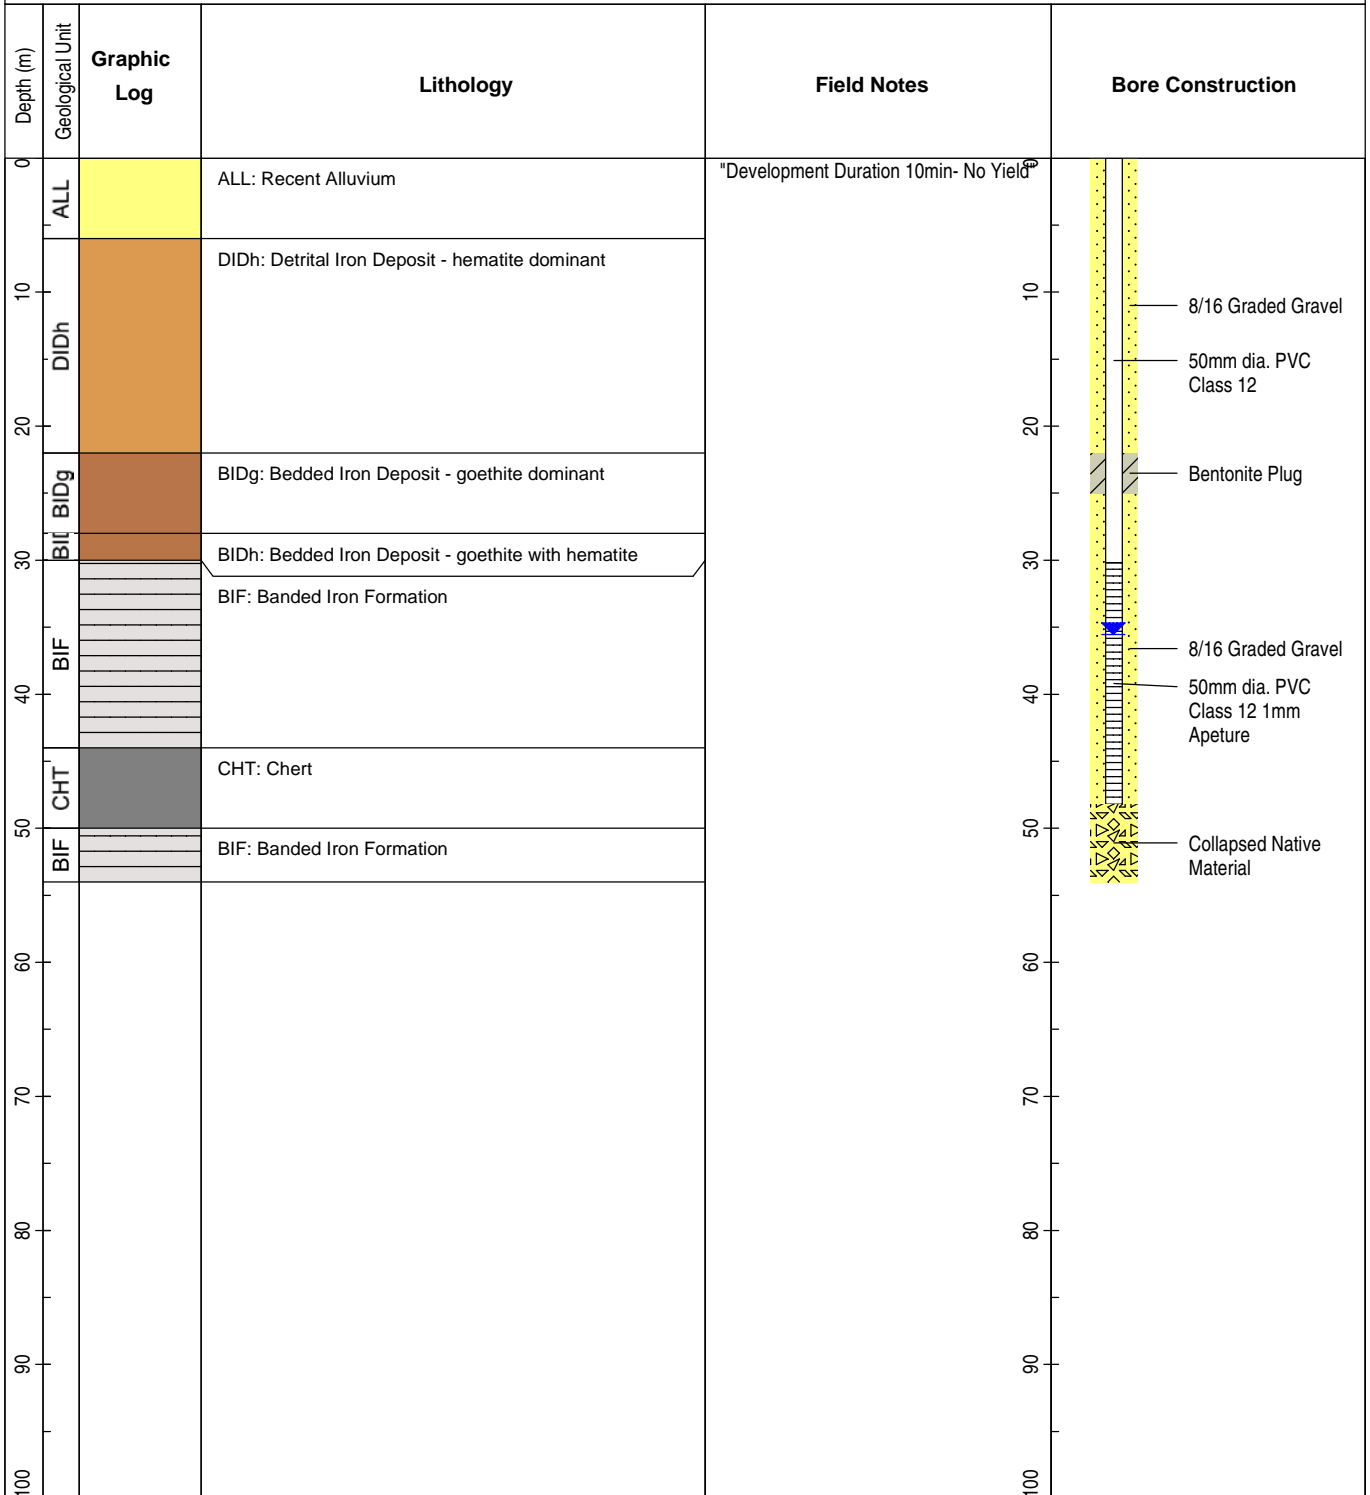 Depth (m)
Geological Unit
Graphic
Log
Lithology
Field Notes
Bore Construction
0
ALL
ALL: Recent Alluvium
"Development Duration 10min- No Yield"
0
DIDh
DIDh: Detrital Iron Deposit - hematite dominant
10
10
8/16 Graded Gravel
50mm dia. PVC
Class 12
20
20
BIDg
BIDg: Bedded Iron Deposit - goethite dominant
Bentonite Plug
BIDh: Bedded Iron Deposit - goethite with hematite
30
30
BIF
BIF: Banded Iron Formation
8/16 Graded Gravel
50mm dia. PVC
Class 12 1mm
Apeture
40
40
CHT
CHT: Chert
50
50
BIF
BIF: Banded Iron Formation
Collapsed Native
Material
60
60
70
70
80
80
90
90
100
100